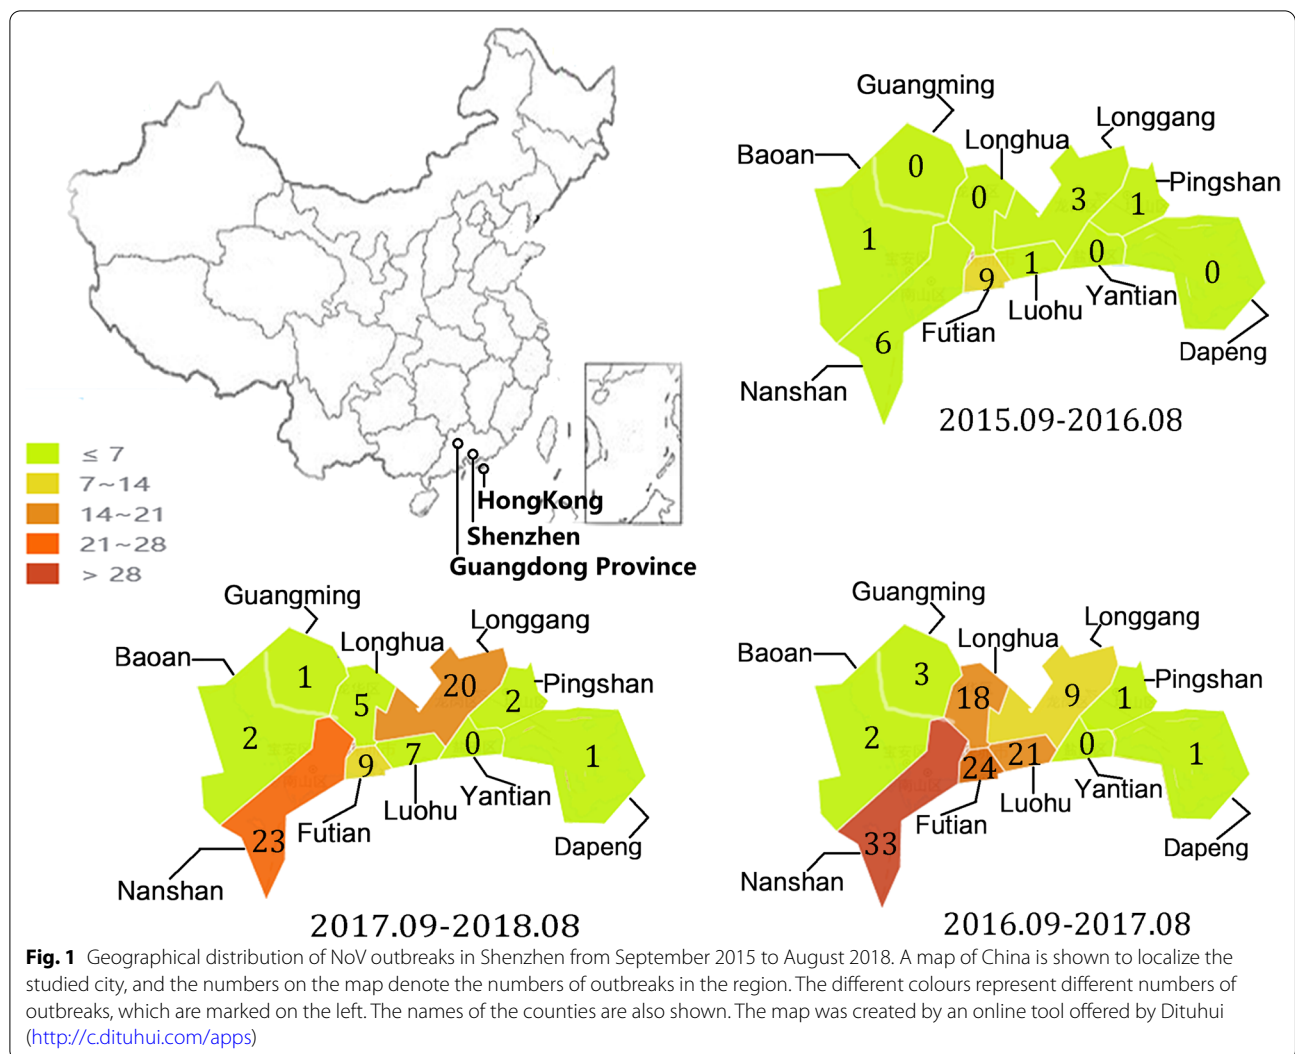 Guangming
Longgang
Longhua
Baoan
Pingshan
0
0
3
1
1
0
1
9
0
6
Yantian
Luohu
Futian
Dapeng
Nanshan
2015.09-2016.08
≤ 7
7~14
14~21
21~28
> 28
HongKong
Shenzhen
Guangdong Province
Guangming
Longgang
Longhua
Baoan
Pingshan
1
5
20
2
2
9
7
0
1
23
Yantian
Luohu
Futian
Dapeng
Nanshan
2017.09-2018.08
Guangming
Longgang
Longhua
Baoan
Pingshan
3
18
9
1
2
24
21
0
1
33
Yantian
Luohu
Futian
Dapeng
Nanshan
2016.09-2017.08
Fig. 1 Geographical distribution of NoV outbreaks in Shenzhen from September 2015 to August 2018. A map of China is shown to localize the
studied city, and the numbers on the map denote the numbers of outbreaks in the region. The different colours represent different numbers of
outbreaks, which are marked on the left. The names of the counties are also shown. The map was created by an online tool offered by Dituhui
(http://c.dituhui.com/apps)